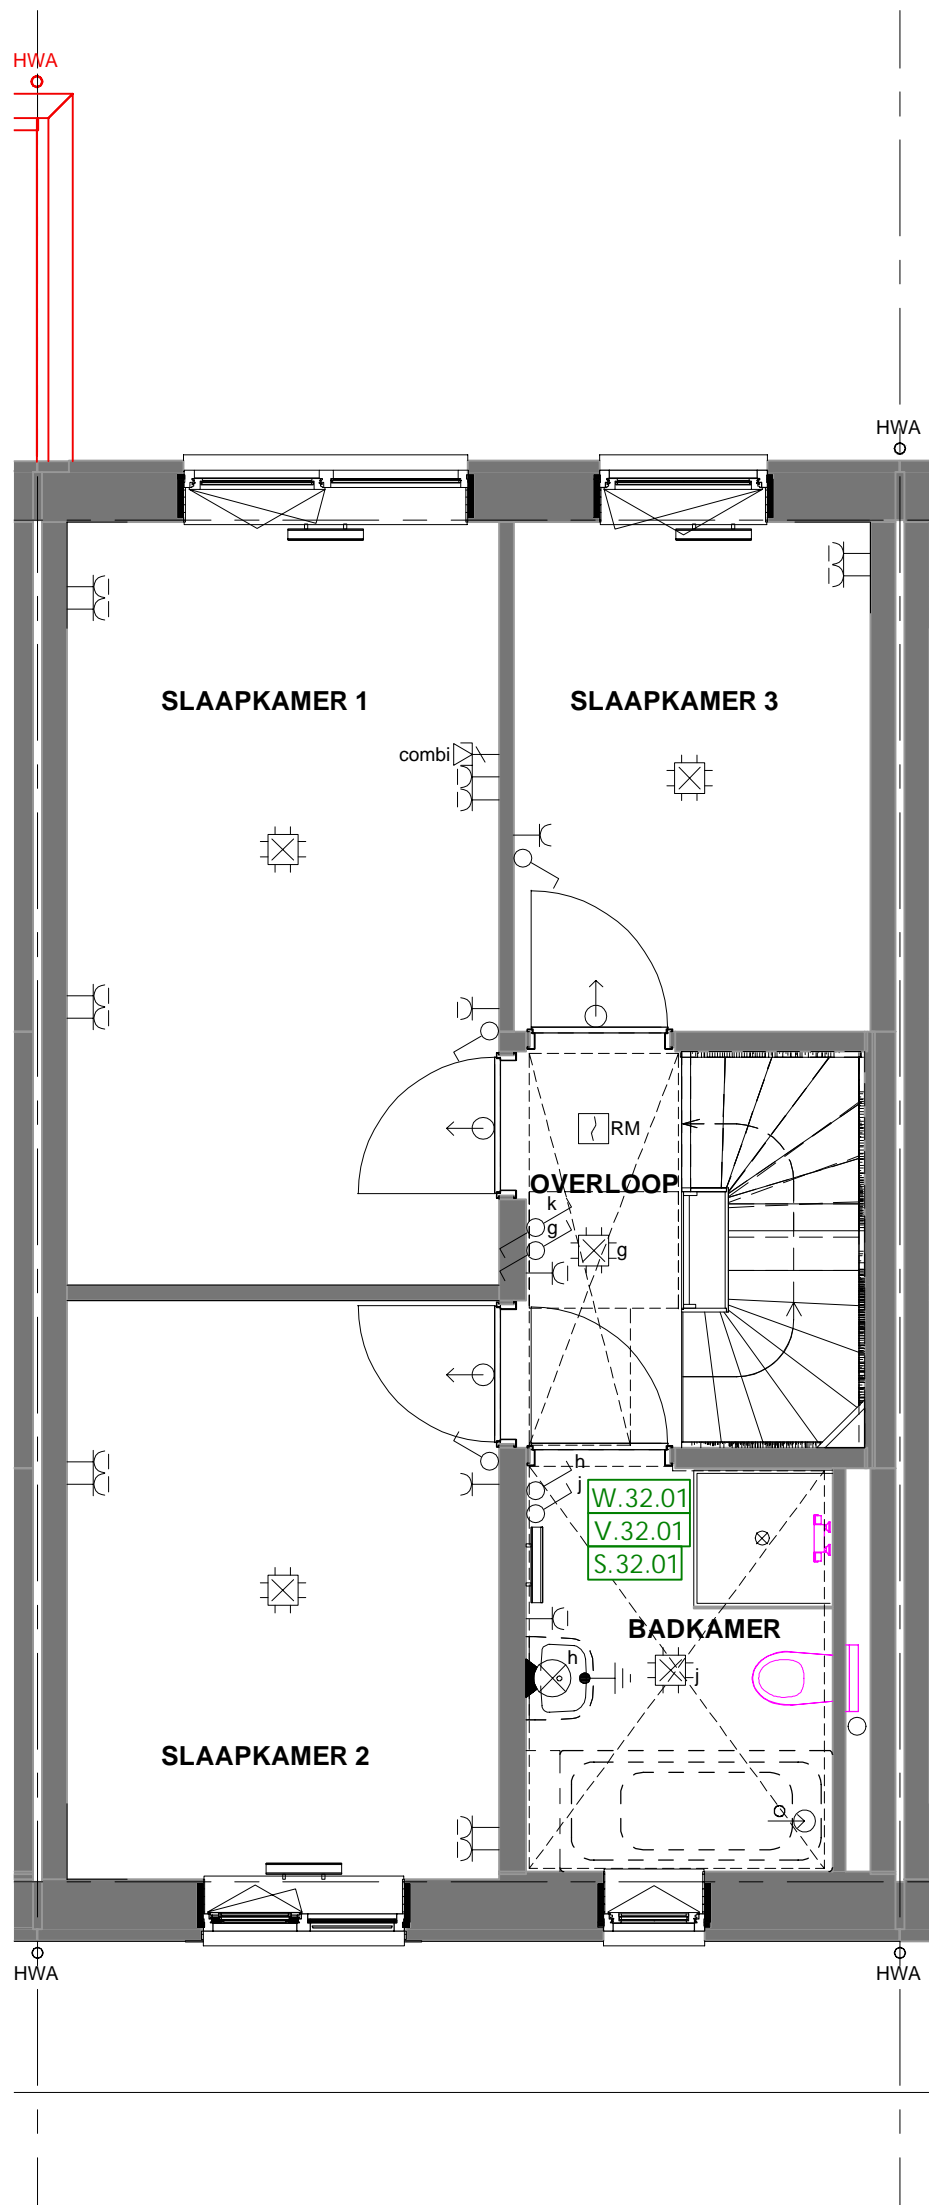 HWA
HWA
SLAAPKAMER 1
SLAAPKAMER 3
combi
RM
OVERLOOP
k
g
g
h
j
W.32.01
V.32.01
S.32.01
BADKAMER
h
j
SLAAPKAMER 2
HWA
HWA